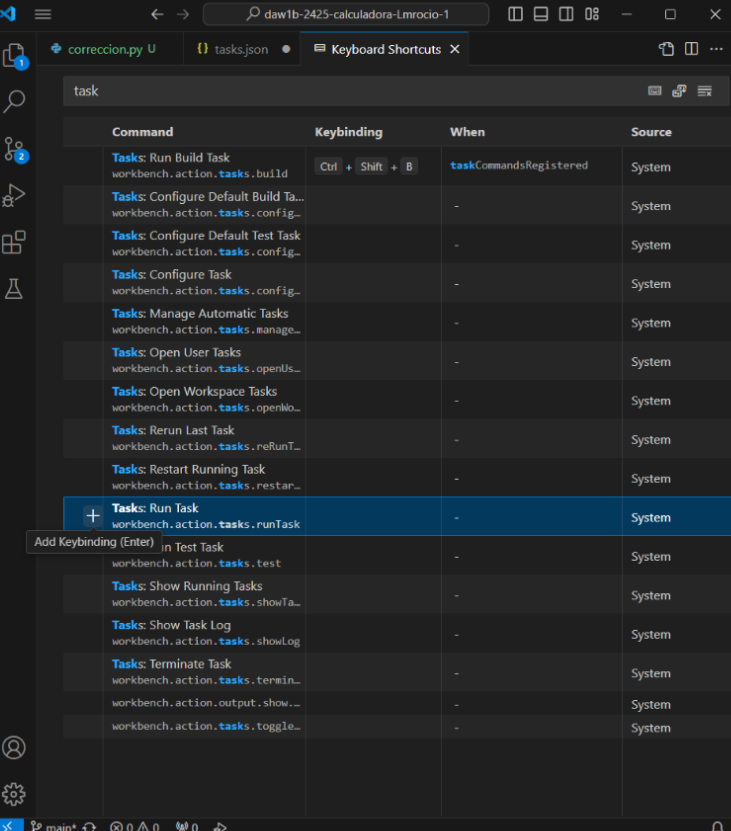 daw1b-2425-calculadora-Lmrocio-1
correccion.py U
{} tasks.json
Keyboard Shortcuts
1
task
2
Command Keybinding When Source
Tasks: Run Build Task
workbench.action.tasks.build
Ctrl + Shift + B
taskCommandsRegistered
System
Tasks: Configure Default Build Ta...
workbench.action.tasks.config…
- System
Tasks: Configure Default Test Task
workbench.action.tasks.config…
- System
Tasks: Configure Task
workbench.action.tasks.config…
- System
Tasks: Manage Automatic Tasks
workbench.action.tasks.manage…
- System
Tasks: Open User Tasks
workbench.action.tasks.openUs…
- System
Tasks: Open Workspace Tasks
workbench.action.tasks.openWo…
- System
Tasks: Rerun Last Task
workbench.action.tasks.reRunT…
- System
Tasks: Restart Running Task
workbench.action.tasks.restar…
- System
Tasks: Run Task
workbench.action.tasks.runTask
- System
Add Keybinding (Enter)
n Test Task
workbench.action.tasks.test
- System
Tasks: Show Running Tasks
workbench.action.tasks.showTa…
- System
Tasks: Show Task Log
workbench.action.tasks.showLog
- System
Tasks: Terminate Task
workbench.action.tasks.termin…
- System
workbench.action.output.show.…
- System
workbench.action.tasks.toggle…
- System
main* 0 0 0